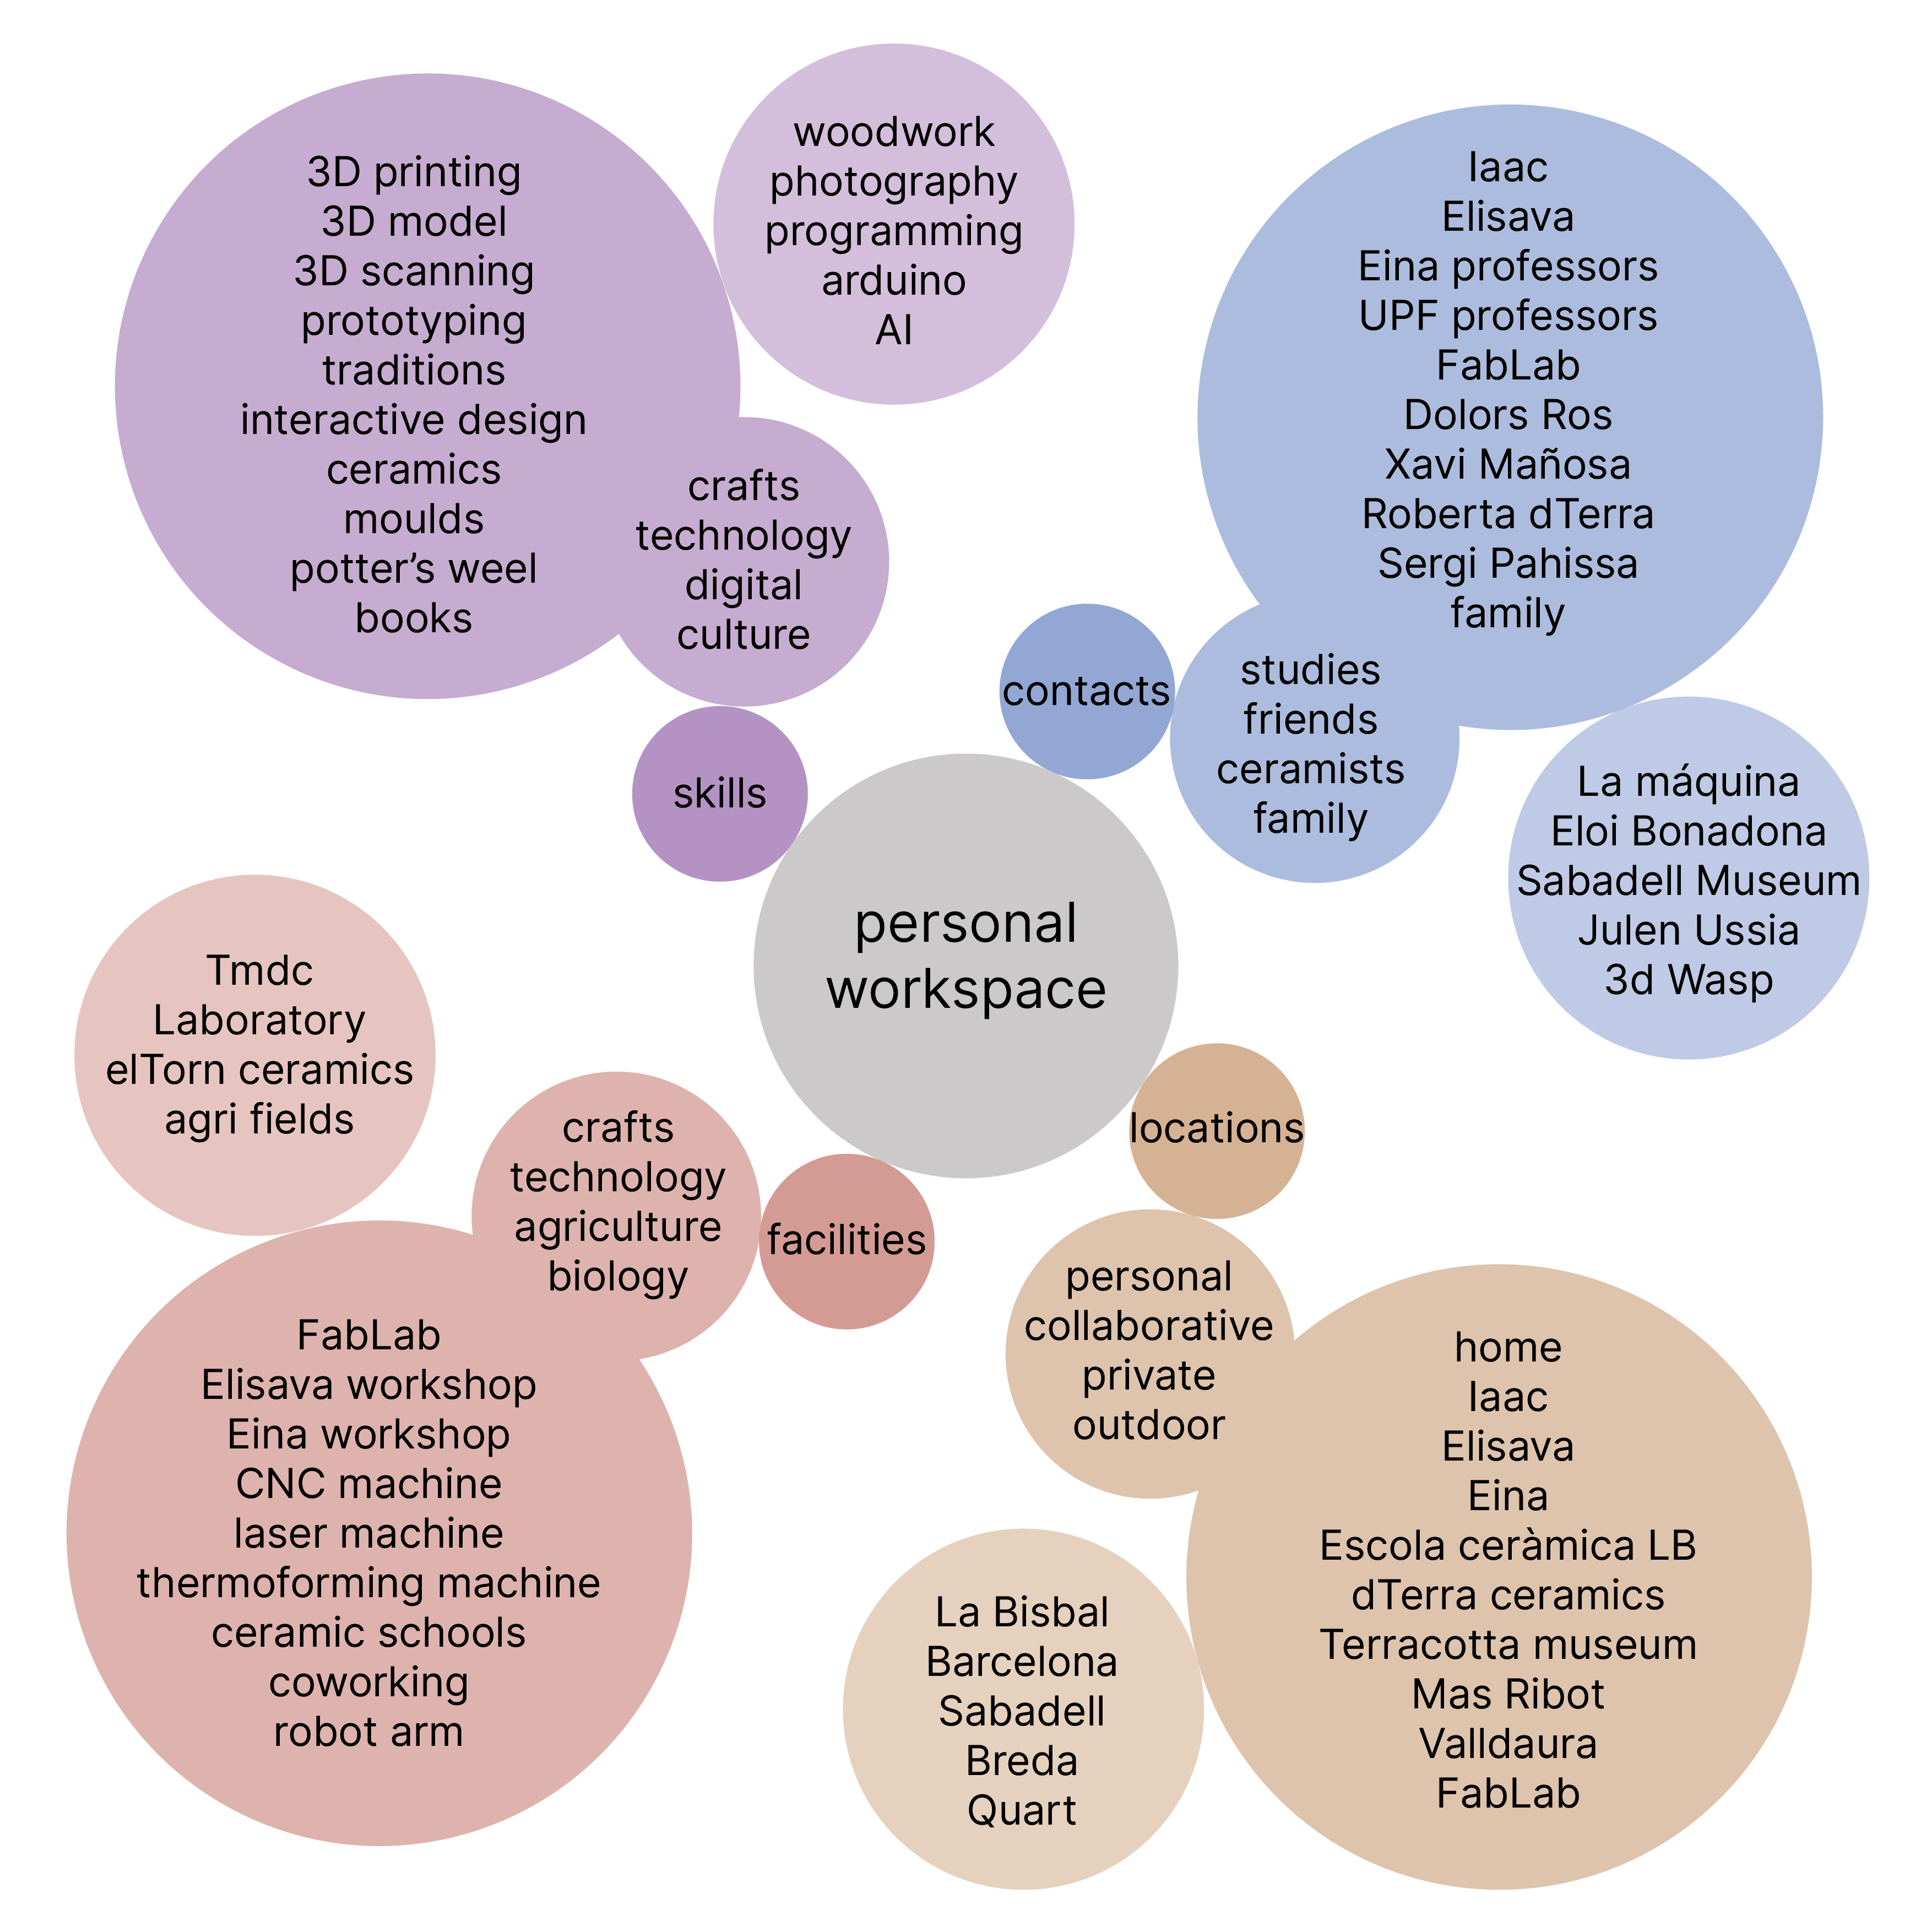 woodwork
photography
programming
arduino
AI
3D printing
3D model
3D scanning
prototyping
traditions
interactive design
ceramics
moulds
potter’s weel
books
crafts
technology
digital
culture
skills
Iaac
Elisava
Eina professors
UPF professors
FabLab
Dolors Ros
Xavi Mañosa
Roberta dTerra
Sergi Pahissa
family
contacts
studies
friends
ceramists
family
La máquina
Eloi Bonadona
Sabadell Museum
Julen Ussia
3d Wasp
personal
workspace
Tmdc
Laboratory
elTorn ceramics
agri fields
crafts
technology
agriculture
biology
facilities
FabLab
Elisava workshop
Eina workshop
CNC machine
laser machine
thermoforming machine
ceramic schools
coworking
robot arm
locations
personal
collaborative
private
outdoor
home
Iaac
Elisava
Eina
Escola ceràmica LB
dTerra ceramics
Terracotta museum
Mas Ribot
Valldaura
FabLab
La Bisbal
Barcelona
Sabadell
Breda
Quart